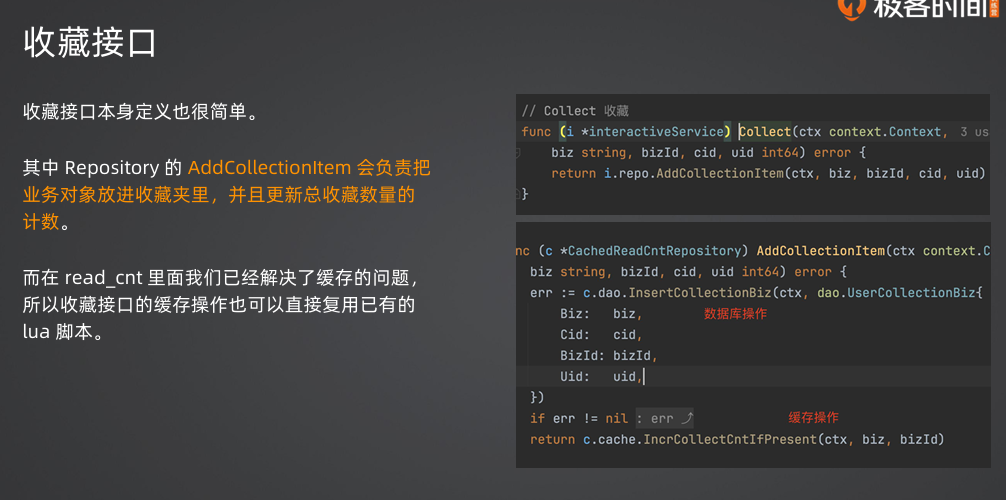 极客时间
收藏接口
收藏接口本身定义也很简单。
其中 Repository 的 AddCollectionItem 会负责把
业务对象放进收藏夹里，并且更新总收藏数量的
计数。
而在 read_cnt 里面我们已经解决了缓存的问题，
所以收藏接口的缓存操作也可以直接复用已有的
lua 脚本。
// Collect 收藏
func (i *interactiveService) Collect(ctx context.Context, 3 us
biz string, bizId, cid, uid int64) error {
return i.repo.AddCollectionItem(ctx, biz, bizId, cid, uid)
}
nc (c *CachedReadCntRepository) AddCollectionItem(ctx context.C
biz string, bizId, cid, uid int64) error {
err := c.dao.InsertCollectionBiz(ctx, dao.UserCollectionBiz{
Biz: biz, 数据库操作
Cid: cid,
BizId: bizId,
Uid: uid,
})
if err != nil : err ⤴ 缓存操作
return c.cache.IncrCollectCntIfPresent(ctx, biz, bizId)